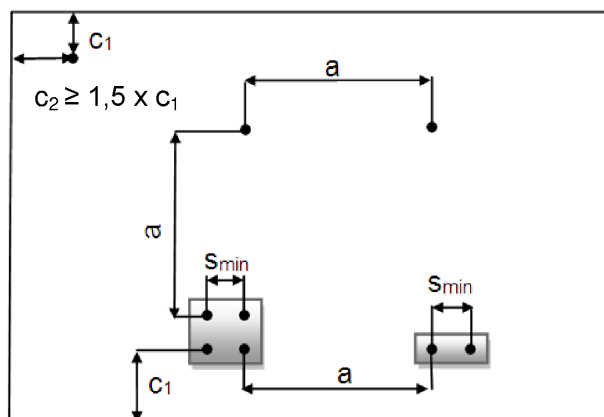 c₁
a
c₂ ≥ 1,5 x c₁
a
smin
smin
a
c₁